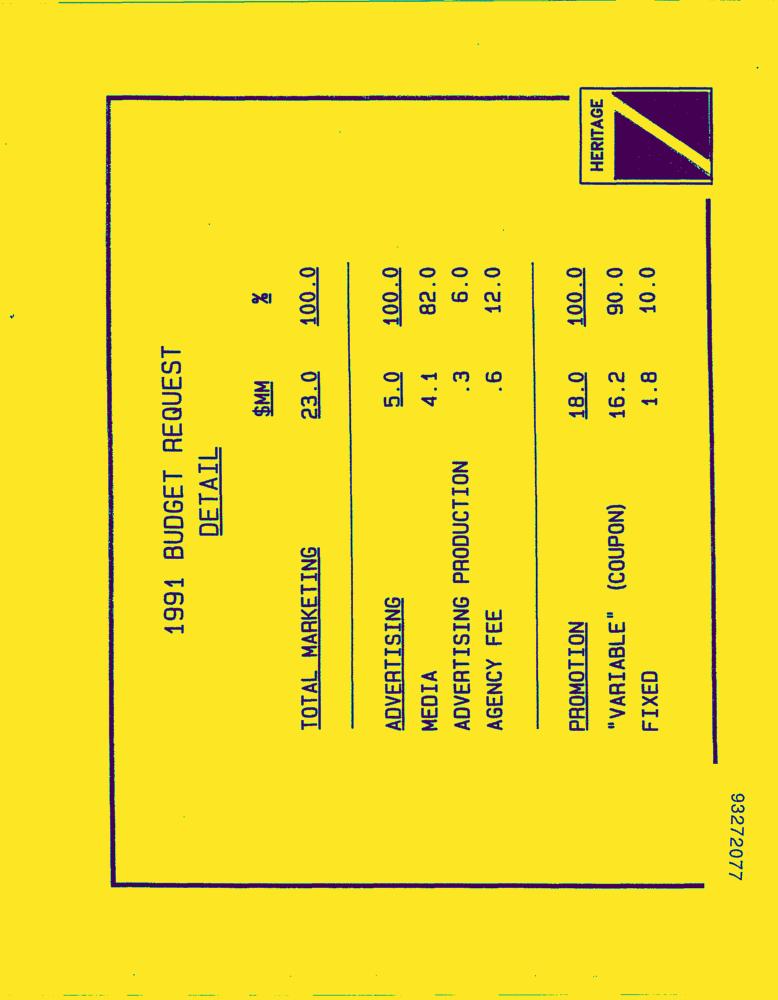 HERITAGE
1991 BUDGET REQUEST
DETAIL
$MM %
TOTAL MARKETING 23.0 100.0
ADVERTISING 5.0 100.0
MEDIA 4.1 82.0
ADVERTISING PRODUCTION .3 6.0
AGENCY FEE .6 12.0
PROMOTION 18.0 100.0
"VARIABLE" (COUPON) 16.2 90.0
FIXED 1.8 10.0
93272077